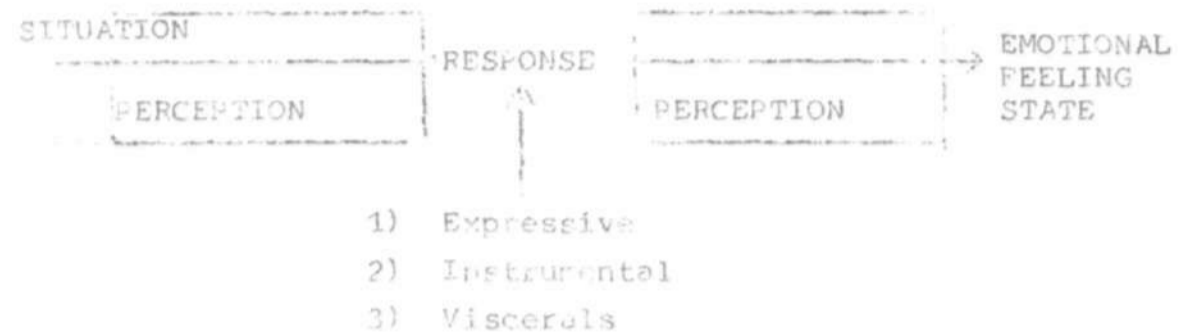 SITUATION
PERCEPTION
RESPONSE
PERCEPTION
EMOTIONAL
FEELING
STATE
1) Expressive
2) Instrumental
3) Viscerals